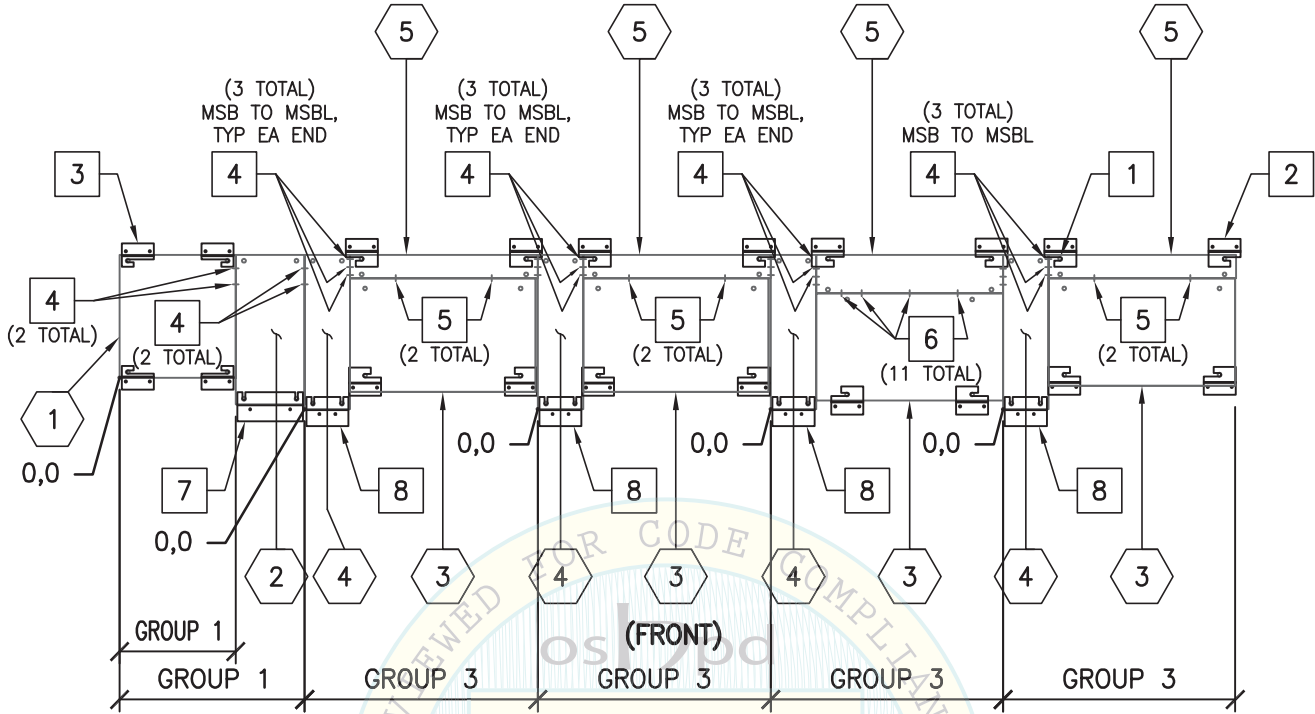 5 5 5 5
(3 TOTAL)
MSB TO MSBL,
TYP EA END
(3 TOTAL)
MSB TO MSBL,
TYP EA END
(3 TOTAL)
MSB TO MSBL,
TYP EA END
(3 TOTAL)
MSB TO MSBL
3 4 4 4 4 1 2
4
(2 TOTAL)
4
(2 TOTAL)
5
(2 TOTAL)
5
(2 TOTAL)
6
(11 TOTAL)
5
(2 TOTAL)
1
0,0
0,0
0,0
0,0
0,0
7 8 8 8 8
2 4 3 4 3 4 3 4 3
REVIEWED FOR CODE COMPLIANCE
oshpd
(FRONT)
GROUP 1
GROUP 1 GROUP 3 GROUP 3 GROUP 3 GROUP 3